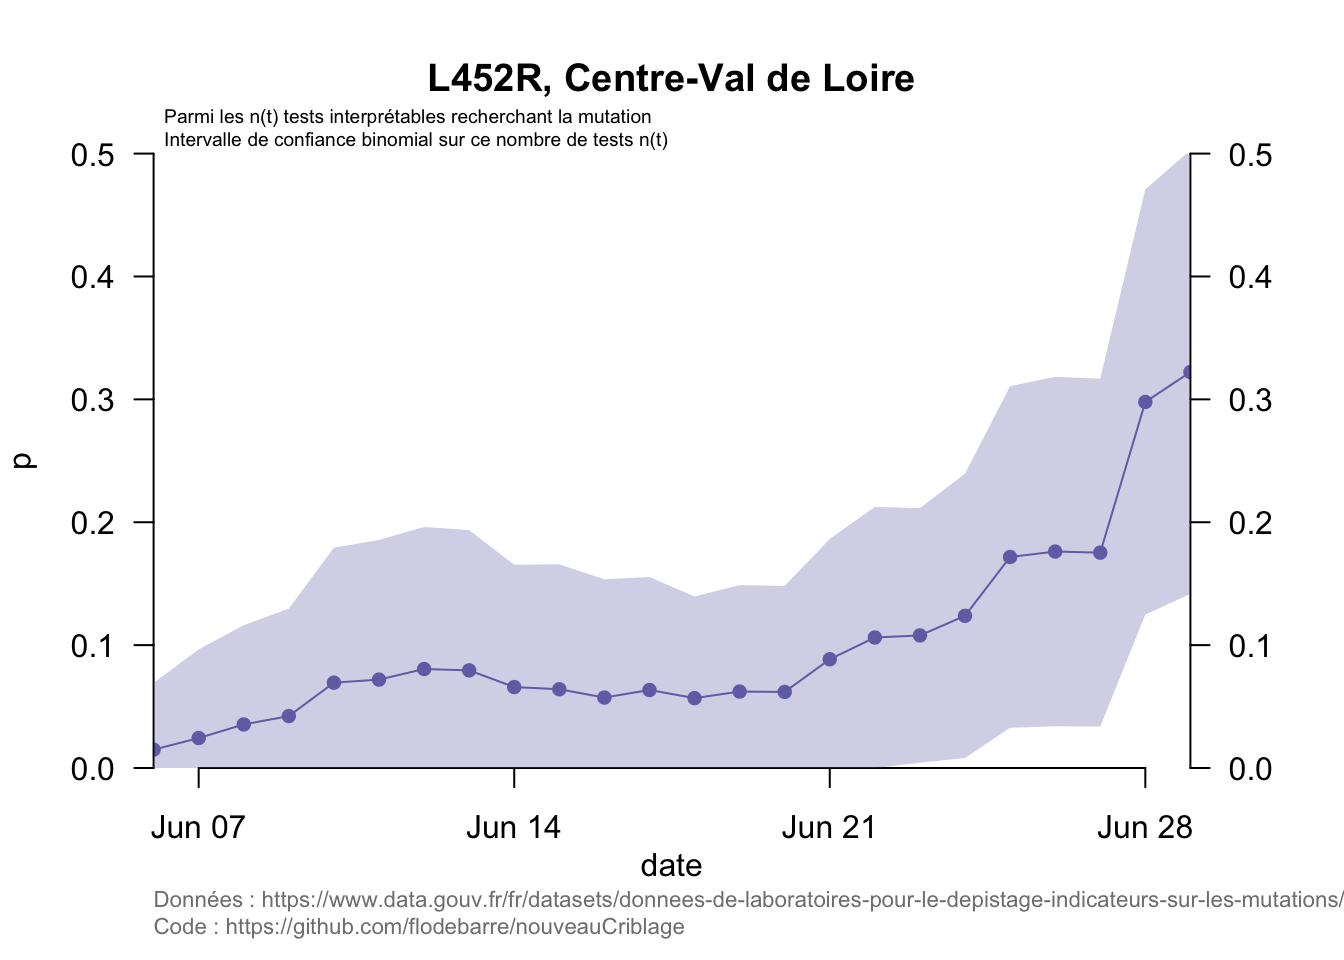 L452R, Centre-Val de Loire
Parmi les n(t) tests interprétables recherchant la mutation
Intervalle de confiance binomial sur ce nombre de tests n(t)
0.5
0.4
0.3
0.2
0.1
0.0
p
0.5
0.4
0.3
0.2
0.1
0.0
Jun 07 Jun 14 Jun 21 Jun 28
date
Données : https://www.data.gouv.fr/fr/datasets/donnees-de-laboratoires-pour-le-depistage-indicateurs-sur-les-mutations/
Code : https://github.com/flodebarre/nouveauCriblage